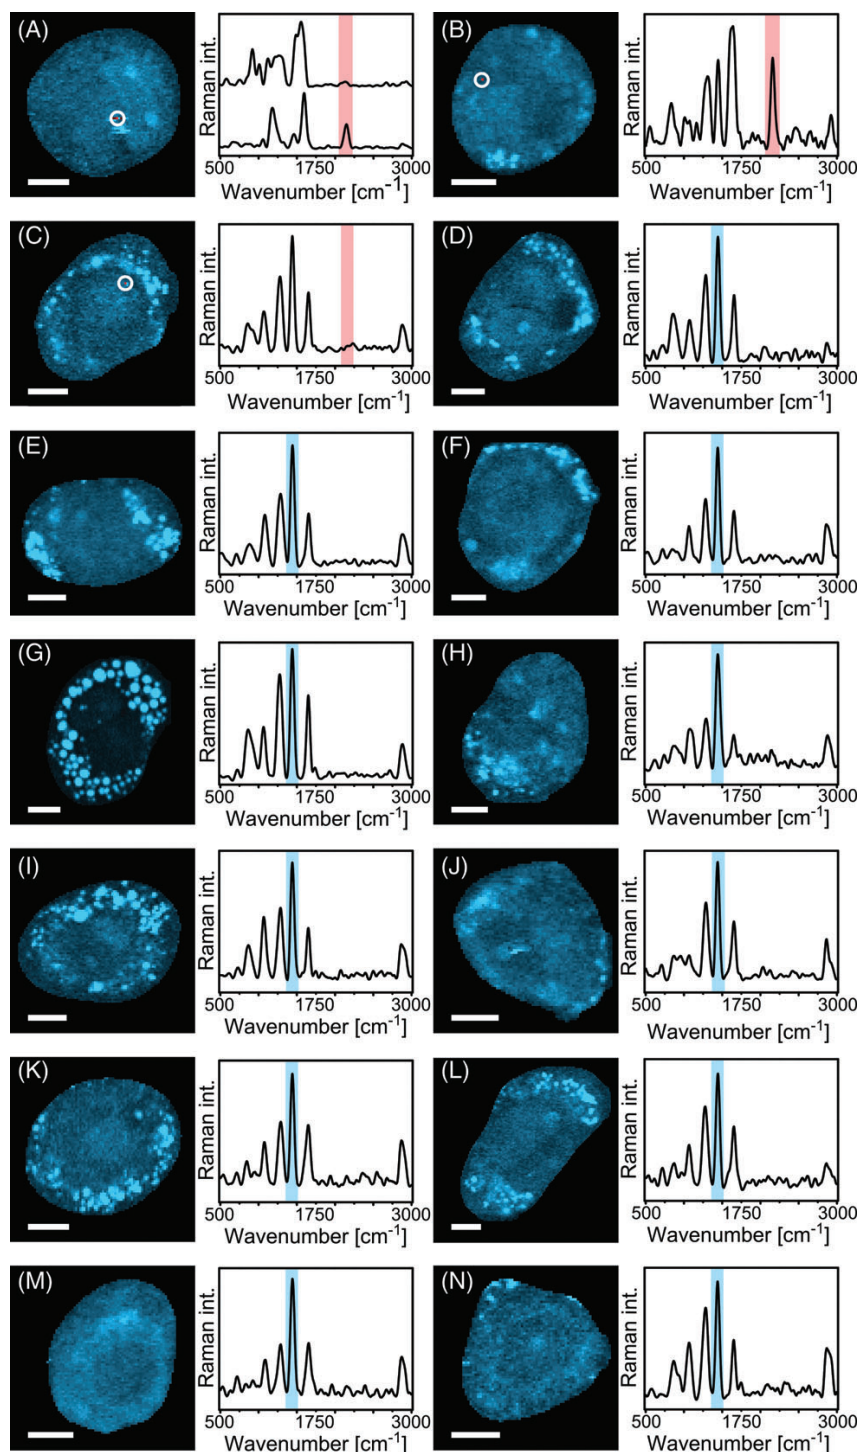 (A)
Raman int.
500 1750 3000
Wavenumber [cm-1]
(B)
Raman int.
500 1750 3000
Wavenumber [cm-1]
(C)
Raman int.
500 1750 3000
Wavenumber [cm-1]
(D)
Raman int.
500 1750 3000
Wavenumber [cm-1]
(E)
Raman int.
500 1750 3000
Wavenumber [cm-1]
(F)
Raman int.
500 1750 3000
Wavenumber [cm-1]
(G)
Raman int.
500 1750 3000
Wavenumber [cm-1]
(H)
Raman int.
500 1750 3000
Wavenumber [cm-1]
(I)
Raman int.
500 1750 3000
Wavenumber [cm-1]
(J)
Raman int.
500 1750 3000
Wavenumber [cm-1]
(K)
Raman int.
500 1750 3000
Wavenumber [cm-1]
(L)
Raman int.
500 1750 3000
Wavenumber [cm-1]
(M)
Raman int.
500 1750 3000
Wavenumber [cm-1]
(N)
Raman int.
500 1750 3000
Wavenumber [cm-1]